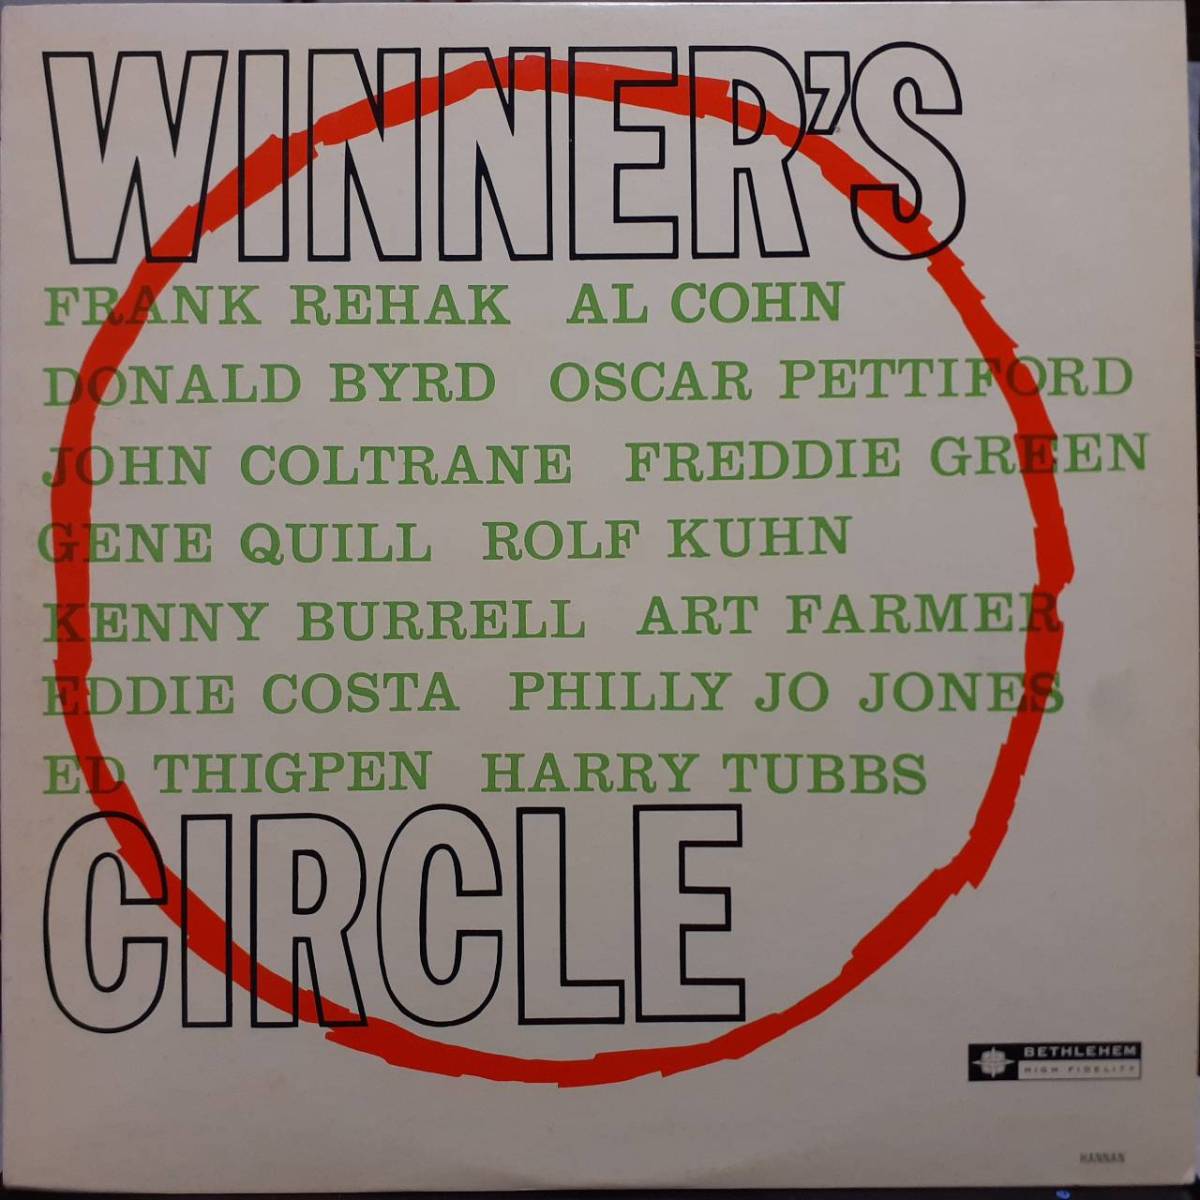 WINNER'S
FRANK REHAK AL COHN
DONALD BYRD OSCAR PETTIFORD
JOHN COLTRANE FREDDIE GREEN
GENE QUILL ROLF KUHN
KENNY BURRELL ART FARMER
EDDIE COSTA PHILLY JO JONES
ED THIGPEN HARRY TUBBS
CIRCLE
BETHLEHEM
HIGH FIDELITY
HANNAN